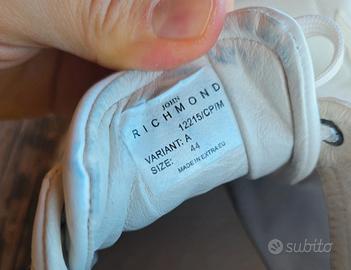 JOHN
RICHMOND
12215/CP/M
VARIANT: A
SIZE: 44
MADE IN EXTRA EU
subito